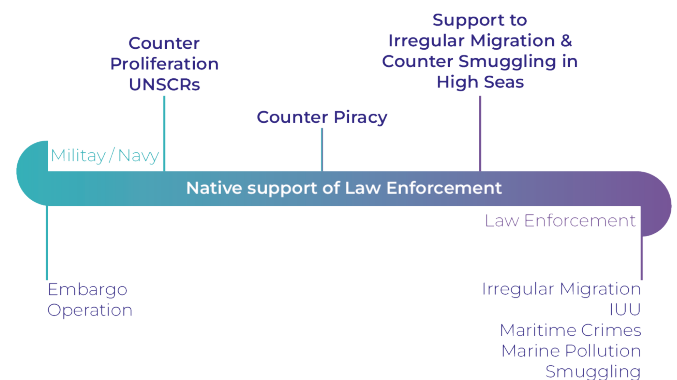 Support to
Irregular Migration &
Counter Smuggling in
High Seas
Counter
Proliferation
UNSCRs
Counter Piracy
Militay / Navy
Native support of Law Enforcement
Law Enforcement
Embargo
Operation
Irregular Migration
IUU
Maritime Crimes
Marine Pollution
Smuggling